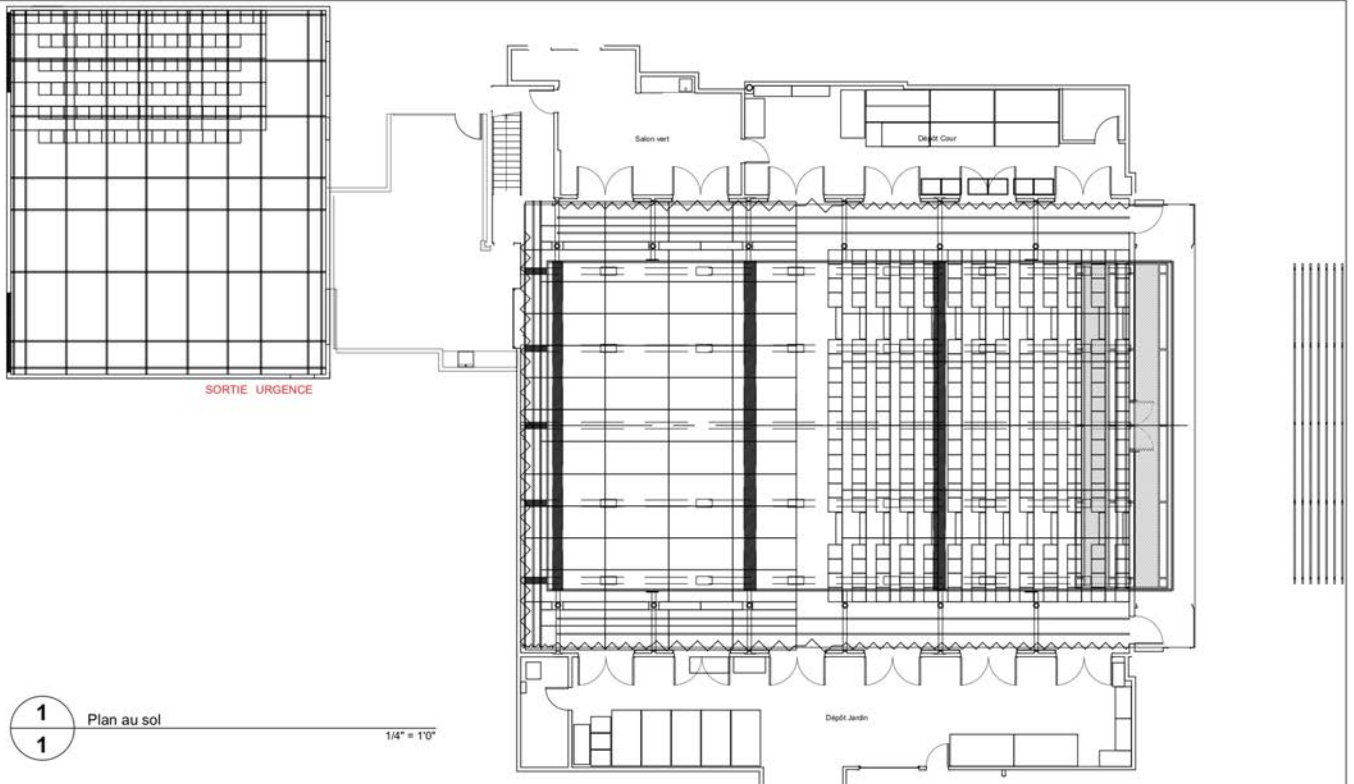 Salon vert
Dépôt Cour
SORTIE URGENCE
1
Plan au sol
1
1/4" = 1'0"
Dépôt Jardin